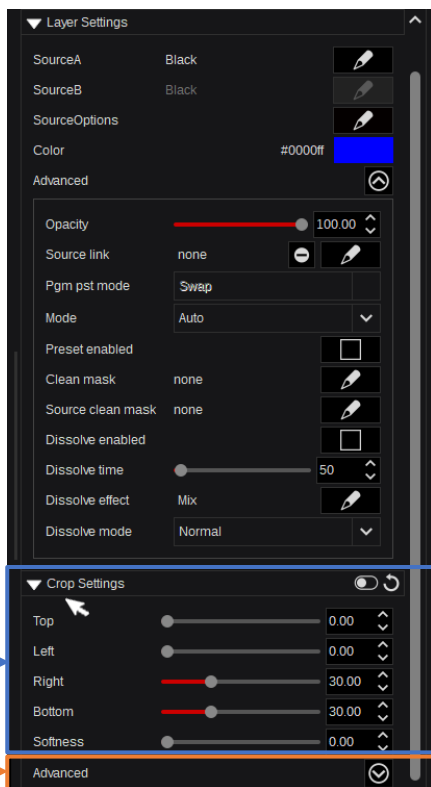 Layer Settings
SourceA Black
SourceB Black
SourceOptions
Color #0000ff
Advanced
Opacity 100.00
Source link none
Pgm pst mode Swap
Mode Auto
Preset enabled
Clean mask none
Source clean mask none
Dissolve enabled
Dissolve time 50
Dissolve effect Mix
Dissolve mode Normal
Crop Settings
Top 0.00
Left 0.00
Right 30.00
Bottom 30.00
Softness 0.00
Advanced